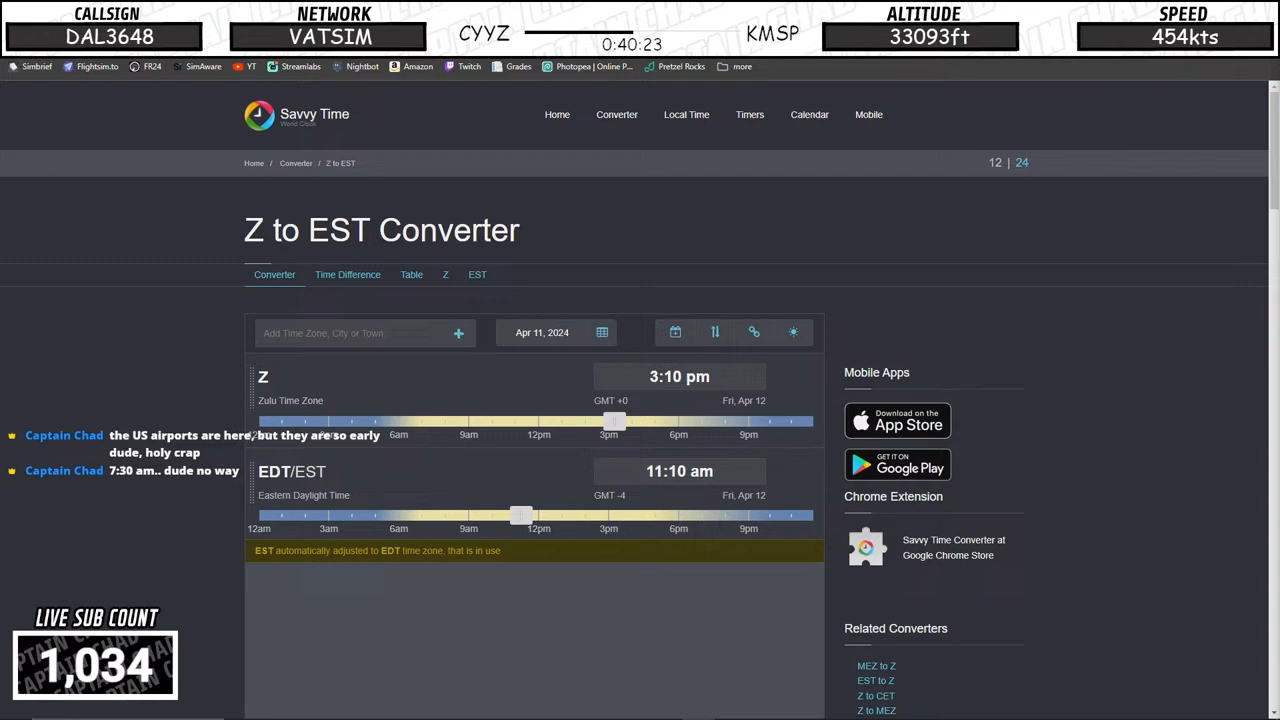 CALLSIGN
DAL3648
NETWORK
VATSIM
CYYZ
0:40:23
KMSP
ALTITUDE
33093ft
SPEED
454kts
Simbrief
Flightsim.to
FR24
SimAware
YT
Streamlabs
Nightbot
Amazon
Twitch
Grades
Photopea | Online P...
Pretzel Rocks
more
Savvy Time
World Clock
Home
Converter
Local Time
Timers
Calendar
Mobile
Home / Converter / Z to EST
12 | 24
Z to EST Converter
Converter
Time Difference
Table
Z
EST
Add Time Zone, City or Town
Apr 11, 2024
Z
3:10 pm
Zulu Time Zone
GMT +0
Fri, Apr 12
6am
9am
12pm
3pm
6pm
9pm
Captain Chad the US airports are here, but they are so early
dude, holy crap
Captain Chad 7:30 am.. dude no way
EDT/EST
11:10 am
Eastern Daylight Time
GMT -4
Fri, Apr 12
12am
3am
6am
9am
12pm
3pm
6pm
9pm
EST automatically adjusted to EDT time zone, that is in use
Mobile Apps
Download on the
App Store
GET IT ON
Google Play
Chrome Extension
Savvy Time Converter at
Google Chrome Store
Related Converters
MEZ to Z
EST to Z
Z to CET
Z to MEZ
LIVE SUB COUNT
1,034